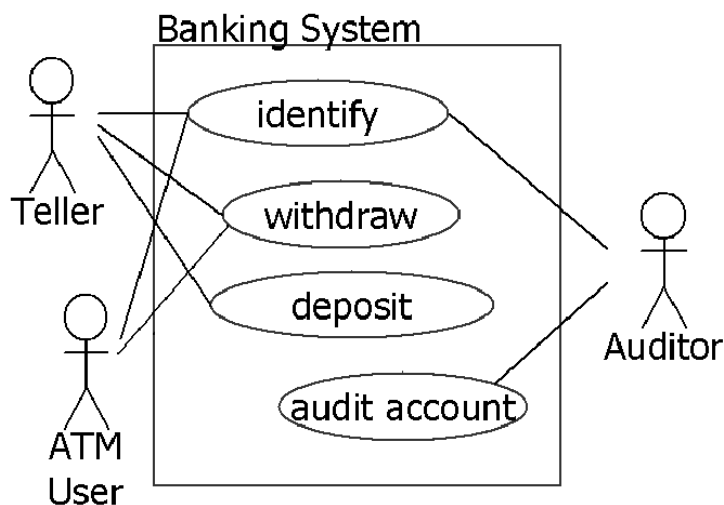 Banking System
identify
Teller
withdraw
deposit
Auditor
audit account
ATM
User